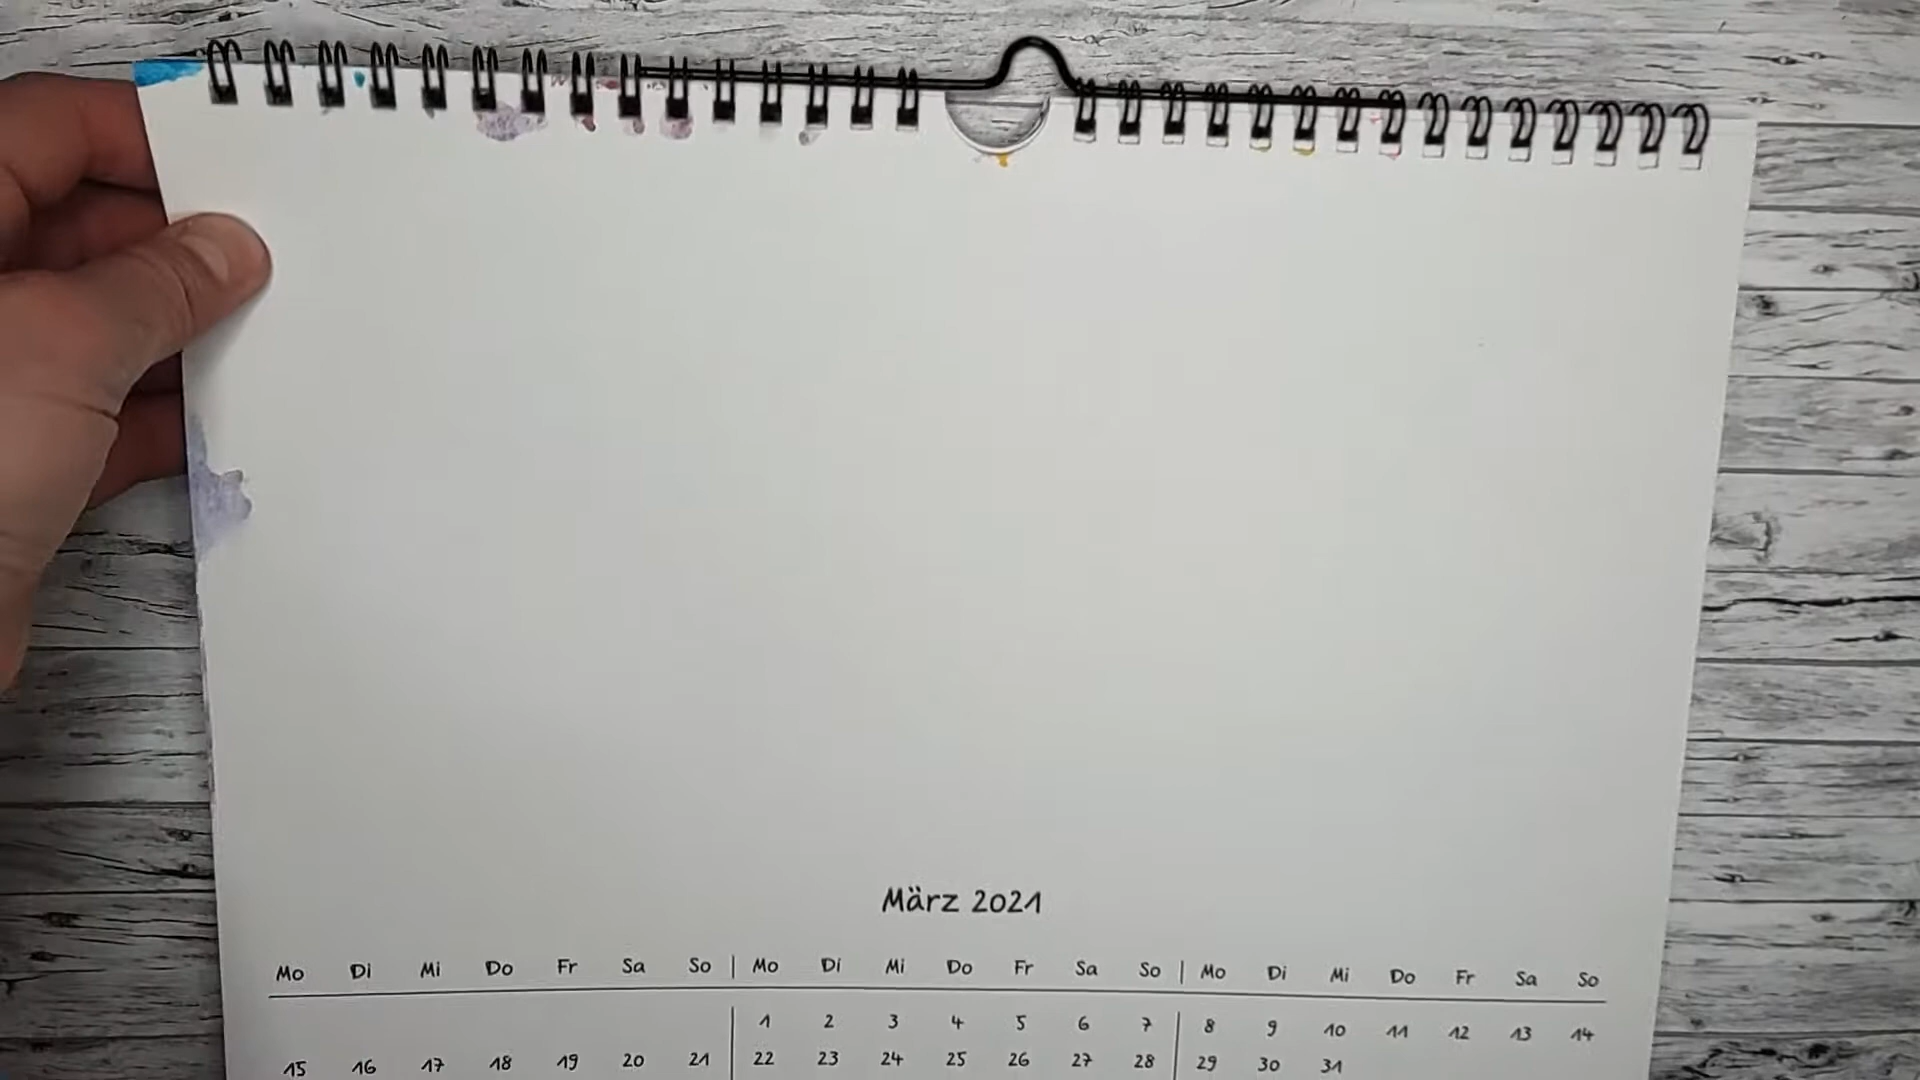 März 2021
Mo Di Mi Do Fr Sa So | Mo Di Mi Do Fr Sa So | Mo Di Mi Do Fr Sa So
1 2 3 4 5 6 7 8 9 10 11 12 13 14
15 16 17 18 19 20 21 22 23 24 25 26 27 28 29 30 31